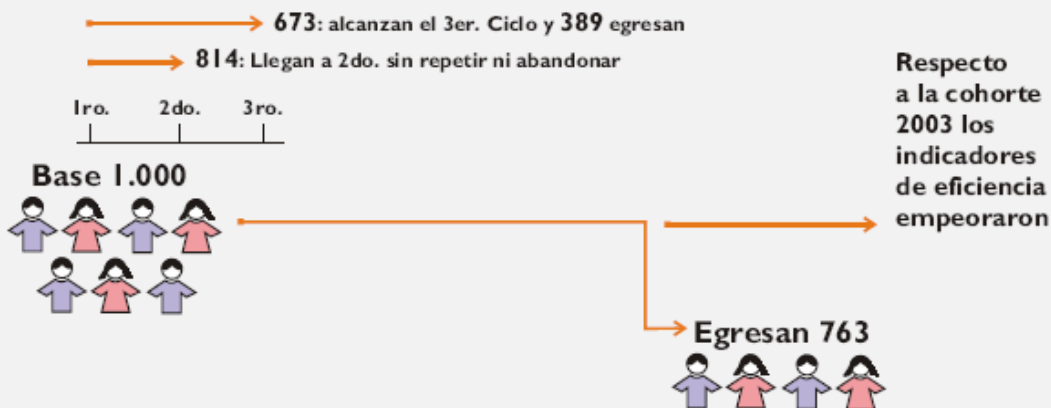 673: alcanzan el 3er. Ciclo y 389 egresan
814: Llegan a 2do. sin repetir ni abandonar
1ro. 2do. 3ro.
Base 1.000
Respecto
a la cohorte
2003 los
indicadores
de eficiencia
empeoraron
Egresan 763